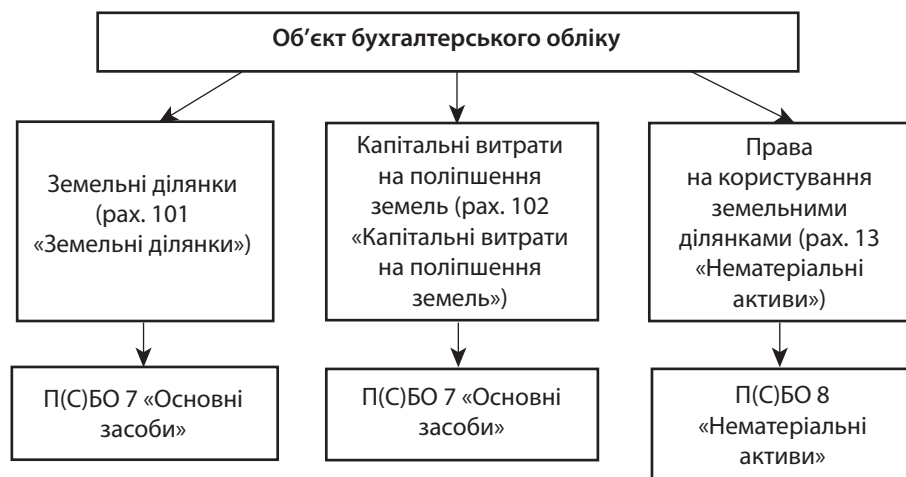 Об’єкт бухгалтерського обліку
Земельні ділянки
(рах. 101
«Земельні ділянки»)
Капітальні витрати
на поліпшення
земель (рах. 102
«Капітальні витрати
на поліпшення
земель»)
Права
на користування
земельними
ділянками (рах. 13
«Нематеріальні
активи»)
П(С)БО 7 «Основні
засоби»
П(С)БО 7 «Основні
засоби»
П(С)БО 8
«Нематеріальні
активи»